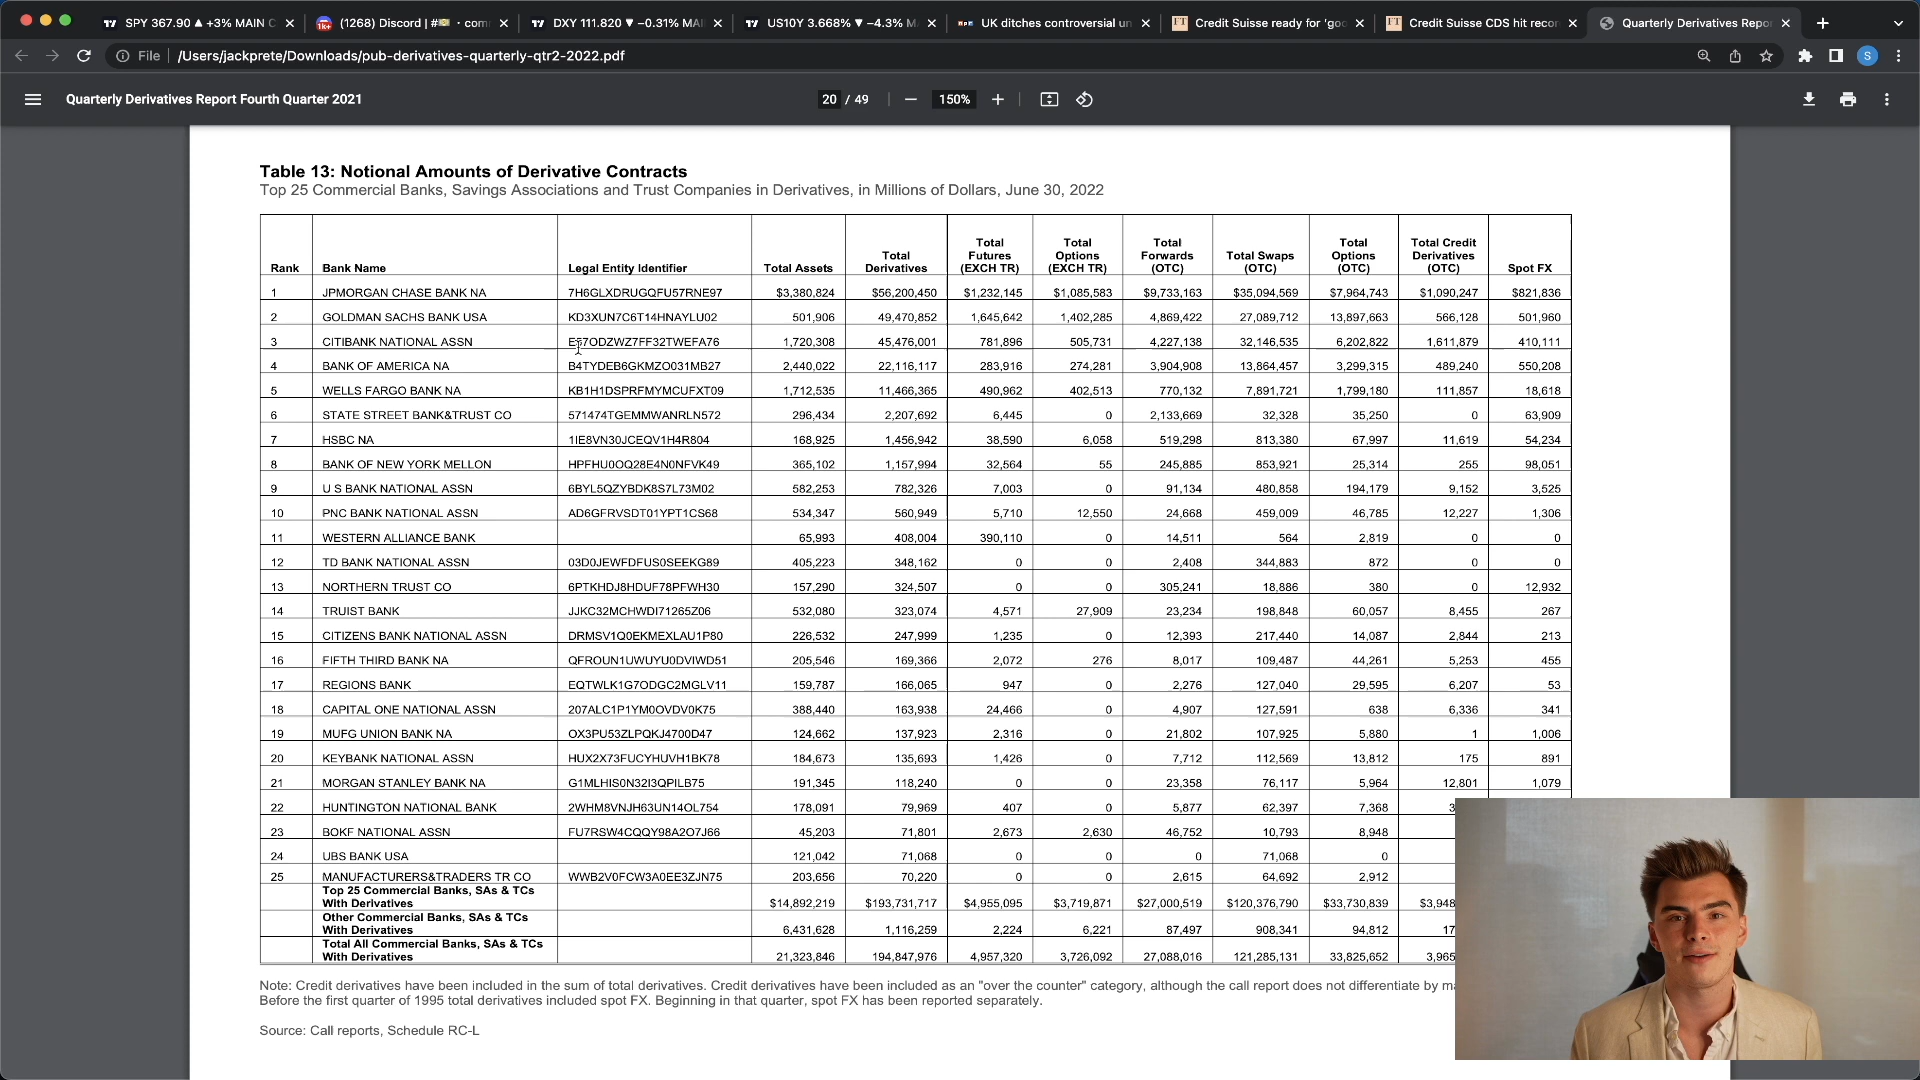 SPY 367.90 ▲ +3% MAIN C
(1268) Discord | #💵 · com
DXY 111.820 ▼ −0.31% MAI
US10Y 3.668% ▼ −4.3% M
UK ditches controversial un
Credit Suisse ready for 'goo
Credit Suisse CDS hit recor
Quarterly Derivatives Repo
File /Users/jackprete/Downloads/pub-derivatives-quarterly-qtr2-2022.pdf
S
Quarterly Derivatives Report Fourth Quarter 2021 20 / 49 150%
Table 13: Notional Amounts of Derivative Contracts
Top 25 Commercial Banks, Savings Associations and Trust Companies in Derivatives, in Millions of Dollars, June 30, 2022
Rank Bank Name Legal Entity Identifier Total Assets Total Derivatives Total Futures (EXCH TR) Total Options (EXCH TR) Total Forwards (OTC) Total Swaps (OTC) Total Options (OTC) Total Credit Derivatives (OTC) Spot FX
1 JPMORGAN CHASE BANK NA 7H6GLXDRUGQFU57RNE97 $3,380,824 $56,200,450 $1,232,145 $1,085,583 $9,733,163 $35,094,569 $7,964,743 $1,090,247 $821,836
2 GOLDMAN SACHS BANK USA KD3XUN7C6T14HNAYLU02 501,906 49,470,852 1,645,642 1,402,285 4,869,422 27,089,712 13,897,663 566,128 501,960
3 CITIBANK NATIONAL ASSN E57ODZWZ7FF32TWEFA76 1,720,308 45,476,001 781,896 505,731 4,227,138 32,146,535 6,202,822 1,611,879 410,111
4 BANK OF AMERICA NA B4TYDEB6GKMZO031MB27 2,440,022 22,116,117 283,916 274,281 3,904,908 13,864,457 3,299,315 489,240 550,208
5 WELLS FARGO BANK NA KB1H1DSPRFMYMCUFXT09 1,712,535 11,466,365 490,962 402,513 770,132 7,891,721 1,799,180 111,857 18,618
6 STATE STREET BANK&TRUST CO 571474TGEMMWANRLN572 296,434 2,207,692 6,445 0 2,133,669 32,328 35,250 0 63,909
7 HSBC NA 1IE8VN30JCEQV1H4R804 168,925 1,456,942 38,590 6,058 519,298 813,380 67,997 11,619 54,234
8 BANK OF NEW YORK MELLON HPFHU0OQ28E4N0NFVK49 365,102 1,157,994 32,564 55 245,885 853,921 25,314 255 98,051
9 U S BANK NATIONAL ASSN 6BYL5QZYBDK8S7L73M02 582,253 782,326 7,003 0 91,134 480,858 194,179 9,152 3,525
10 PNC BANK NATIONAL ASSN AD6GFRVSDT01YPT1CS68 534,347 560,949 5,710 12,550 24,668 459,009 46,785 12,227 1,306
11 WESTERN ALLIANCE BANK 65,993 408,004 390,110 0 14,511 564 2,819 0 0
12 TD BANK NATIONAL ASSN 03D0JEWFDFUS0SEEKG89 405,223 348,162 0 0 2,408 344,883 872 0 0
13 NORTHERN TRUST CO 6PTKHDJ8HDUF78PFWH30 157,290 324,507 0 0 305,241 18,886 380 0 12,932
14 TRUIST BANK JJKC32MCHWDI71265Z06 532,080 323,074 4,571 27,909 23,234 198,848 60,057 8,455 267
15 CITIZENS BANK NATIONAL ASSN DRMSV1Q0EKMEXLAU1P80 226,532 247,999 1,235 0 12,393 217,440 14,087 2,844 213
16 FIFTH THIRD BANK NA QFROUN1UWUYU0DVIWD51 205,546 169,366 2,072 276 8,017 109,487 44,261 5,253 455
17 REGIONS BANK EQTWLK1G7ODGC2MGLV11 159,787 166,065 947 0 2,276 127,040 29,595 6,207 53
18 CAPITAL ONE NATIONAL ASSN 207ALC1P1YM0OVDV0K75 388,440 163,938 24,466 0 4,907 127,591 638 6,336 341
19 MUFG UNION BANK NA OX3PU53ZLPQKJ4700D47 124,662 137,923 2,316 0 21,802 107,925 5,880 1 1,006
20 KEYBANK NATIONAL ASSN HUX2X73FUCYHUVH1BK78 184,673 135,693 1,426 0 7,712 112,569 13,812 175 891
21 MORGAN STANLEY BANK NA G1MLHIS0N32I3QPILB75 191,345 118,240 0 0 23,358 76,117 5,964 12,801 1,079
22 HUNTINGTON NATIONAL BANK 2WHM8VNJH63UN14OL754 178,091 79,969 407 0 5,877 62,397 7,368 3
23 BOKF NATIONAL ASSN FU7RSW4CQQY98A2O7J66 45,203 71,801 2,673 2,630 46,752 10,793 8,948
24 UBS BANK USA 121,042 71,068 0 0 0 71,068 0
25 MANUFACTURERS&TRADERS TR CO WWB2V0FCW3A0EE3ZJN75 203,656 70,220 0 0 2,615 64,692 2,912
Top 25 Commercial Banks, SAs & TCs
With Derivatives $14,892,219 $193,731,717 $4,955,095 $3,719,871 $27,000,519 $120,376,790 $33,730,839 $3,948
Other Commercial Banks, SAs & TCs
With Derivatives 6,431,628 1,116,259 2,224 6,221 87,497 908,341 94,812 17
Total All Commercial Banks, SAs & TCs
With Derivatives 21,323,846 194,847,976 4,957,320 3,726,092 27,088,016 121,285,131 33,825,652 3,965
Note: Credit derivatives have been included in the sum of total derivatives. Credit derivatives have been included as an "over the counter" category, although the call report does not differentiate by ma
Before the first quarter of 1995 total derivatives included spot FX. Beginning in that quarter, spot FX has been reported separately.
Source: Call reports, Schedule RC-L